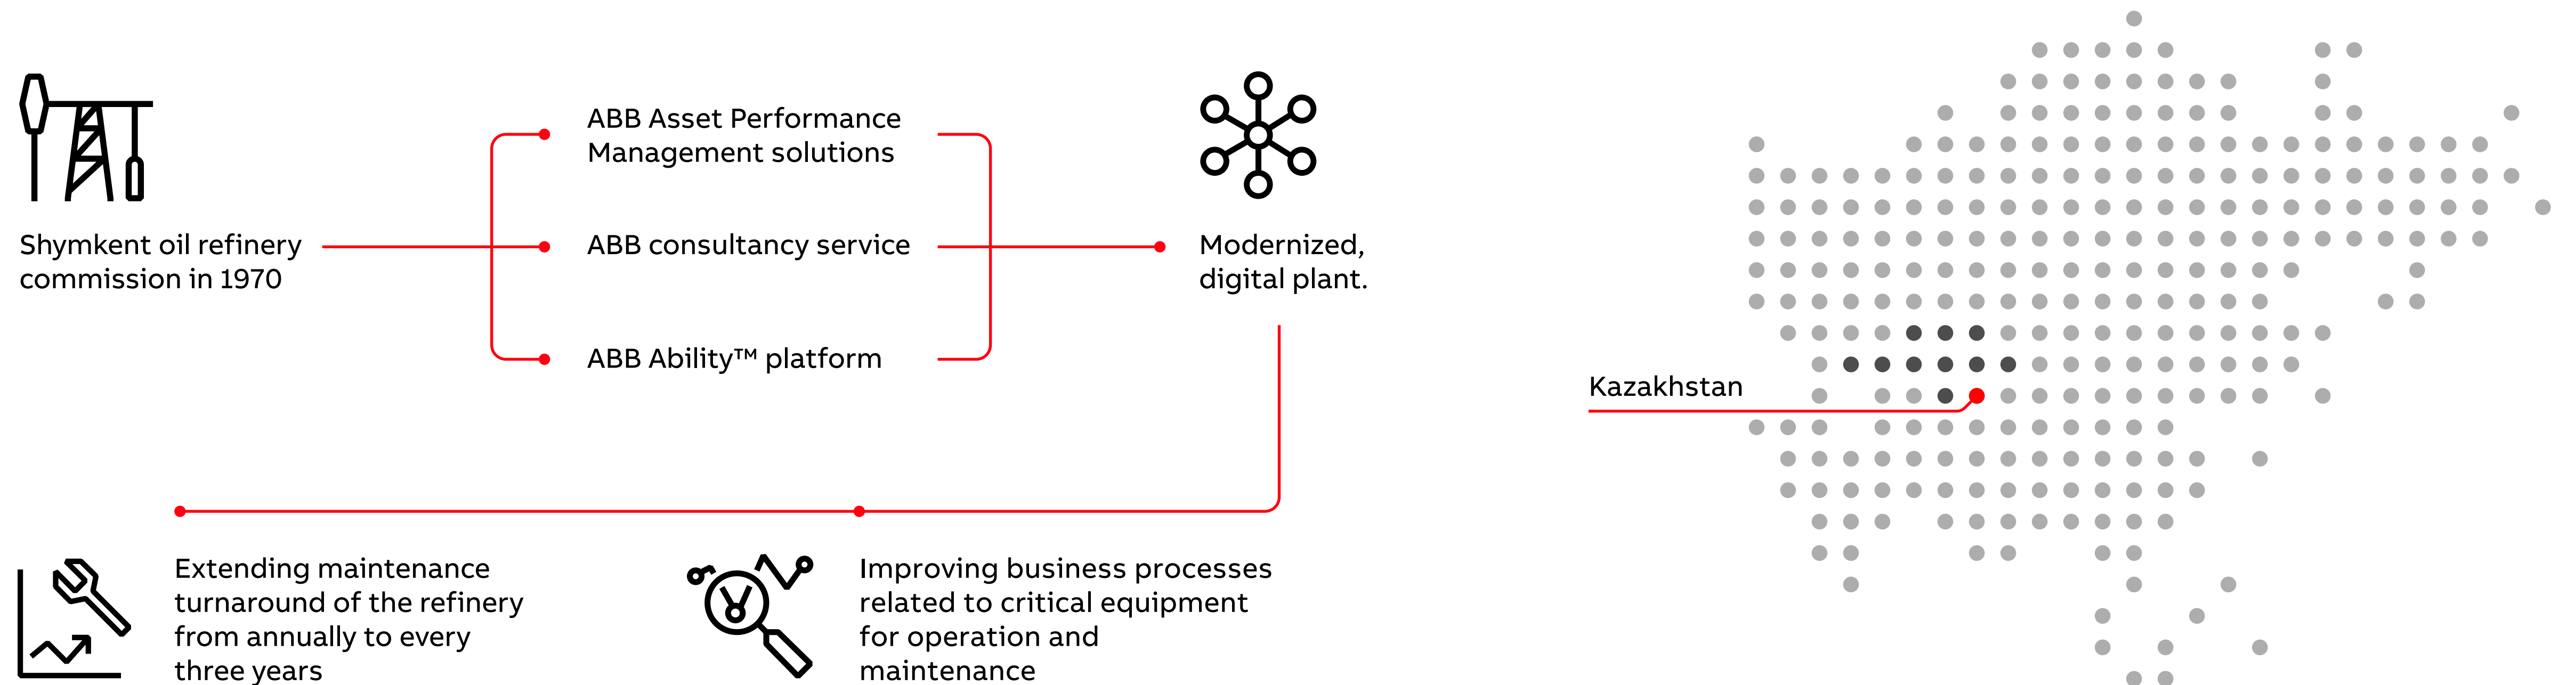 ABB Asset Performance
Management solutions
Shymkent oil refinery
commission in 1970
ABB consultancy service
Modernized,
digital plant.
ABB Ability™ platform
Kazakhstan
Extending maintenance
turnaround of the refinery
from annually to every
three years
Improving business processes
related to critical equipment
for operation and
maintenance